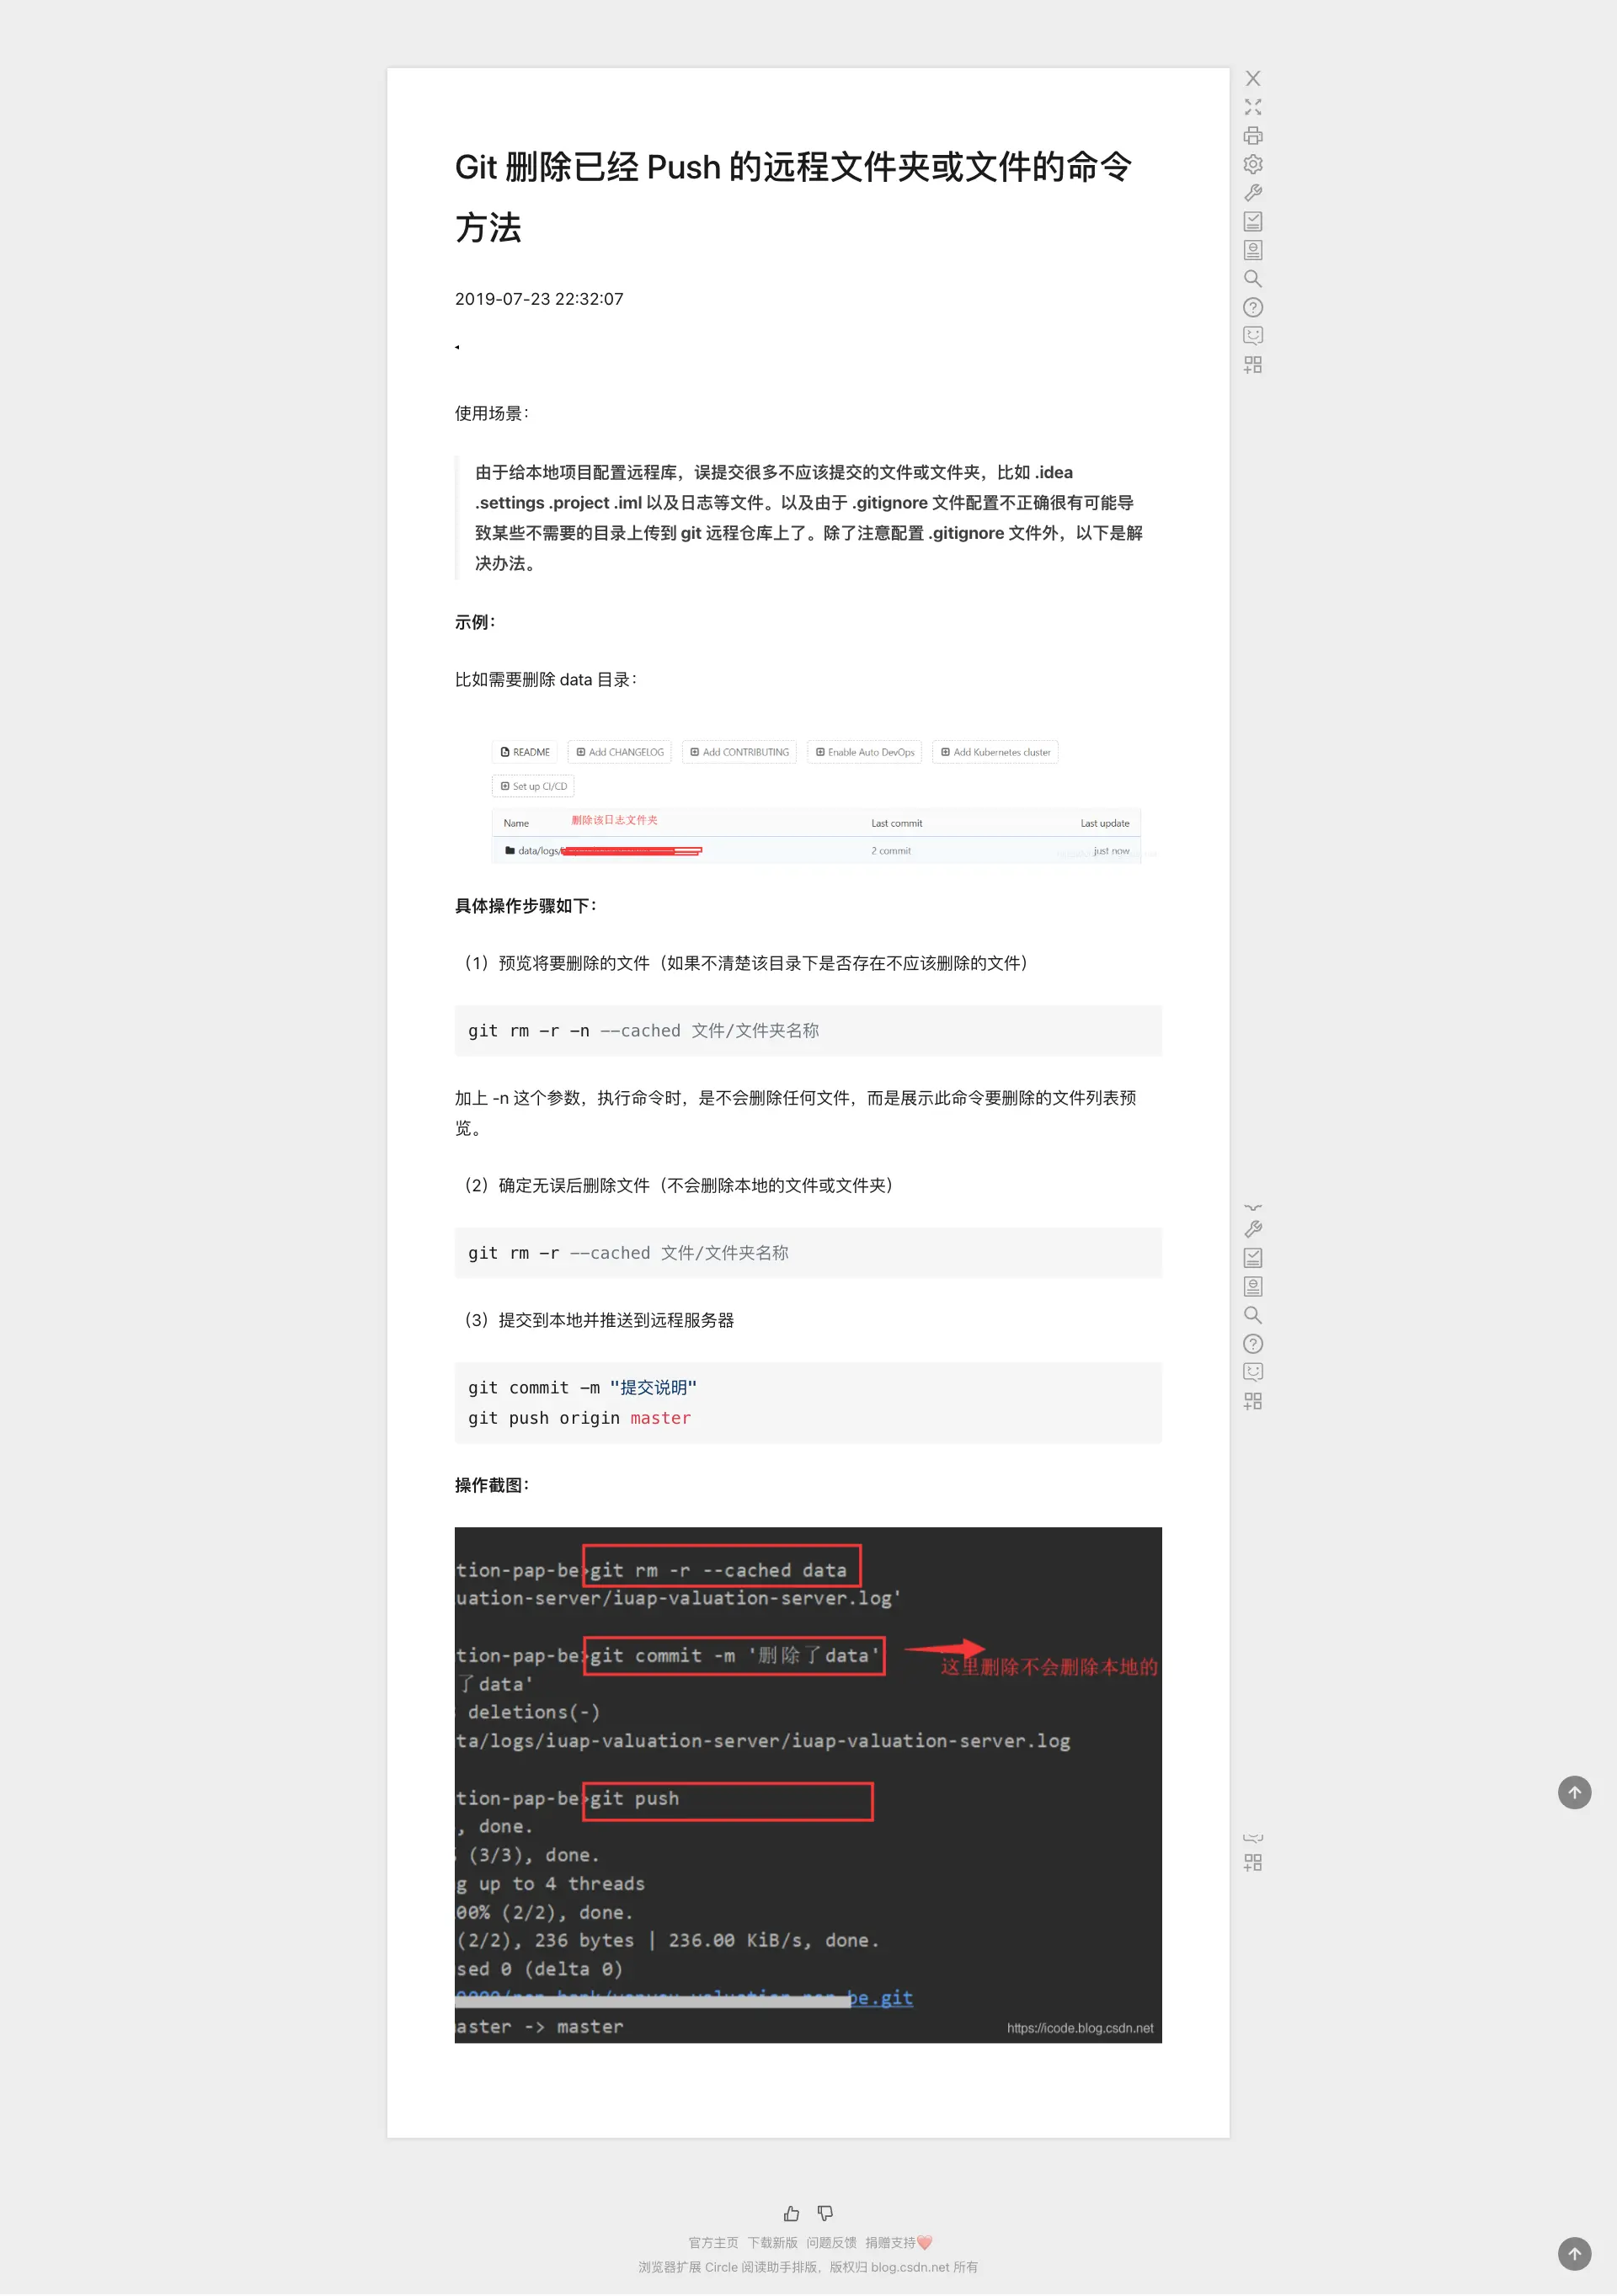 Git 删除已经 Push 的远程文件夹或文件的命令
方法
2019-07-23 22:32:07
使用场景：
由于给本地项目配置远程库，误提交很多不应该提交的文件或文件夹，比如 .idea
.settings .project .iml 以及日志等文件。以及由于 .gitignore 文件配置不正确很有可能导
致某些不需要的目录上传到 git 远程仓库上了。除了注意配置 .gitignore 文件外，以下是解
决办法。
示例：
比如需要删除 data 目录：
README Add CHANGELOG Add CONTRIBUTING Enable Auto DevOps Add Kubernetes cluster
Set up CI/CD
Name 删除该日志文件夹 Last commit Last update
data/logs/ 2 commit just now
具体操作步骤如下：
（1）预览将要删除的文件（如果不清楚该目录下是否存在不应该删除的文件）
git rm -r -n --cached 文件/文件夹名称
加上 -n 这个参数，执行命令时，是不会删除任何文件，而是展示此命令要删除的文件列表预
览。
（2）确定无误后删除文件（不会删除本地的文件或文件夹）
git rm -r --cached 文件/文件夹名称
（3）提交到本地并推送到远程服务器
git commit -m "提交说明"
git push origin master
操作截图：
tion-pap-be>git rm -r --cached data
uation-server/iuap-valuation-server.log'
tion-pap-be>git commit -m '删除了data'
这里删除不会删除本地的
了data'
deletions(-)
ta/logs/iuap-valuation-server/iuap-valuation-server.log
tion-pap-be>git push
, done.
(3/3), done.
g up to 4 threads
00% (2/2), done.
(2/2), 236 bytes | 236.00 KiB/s, done.
sed 0 (delta 0)
be.git
aster -> master
https://icode.blog.csdn.net
官方主页 下载新版 问题反馈 捐赠支持
浏览器扩展 Circle 阅读助手排版，版权归 blog.csdn.net 所有